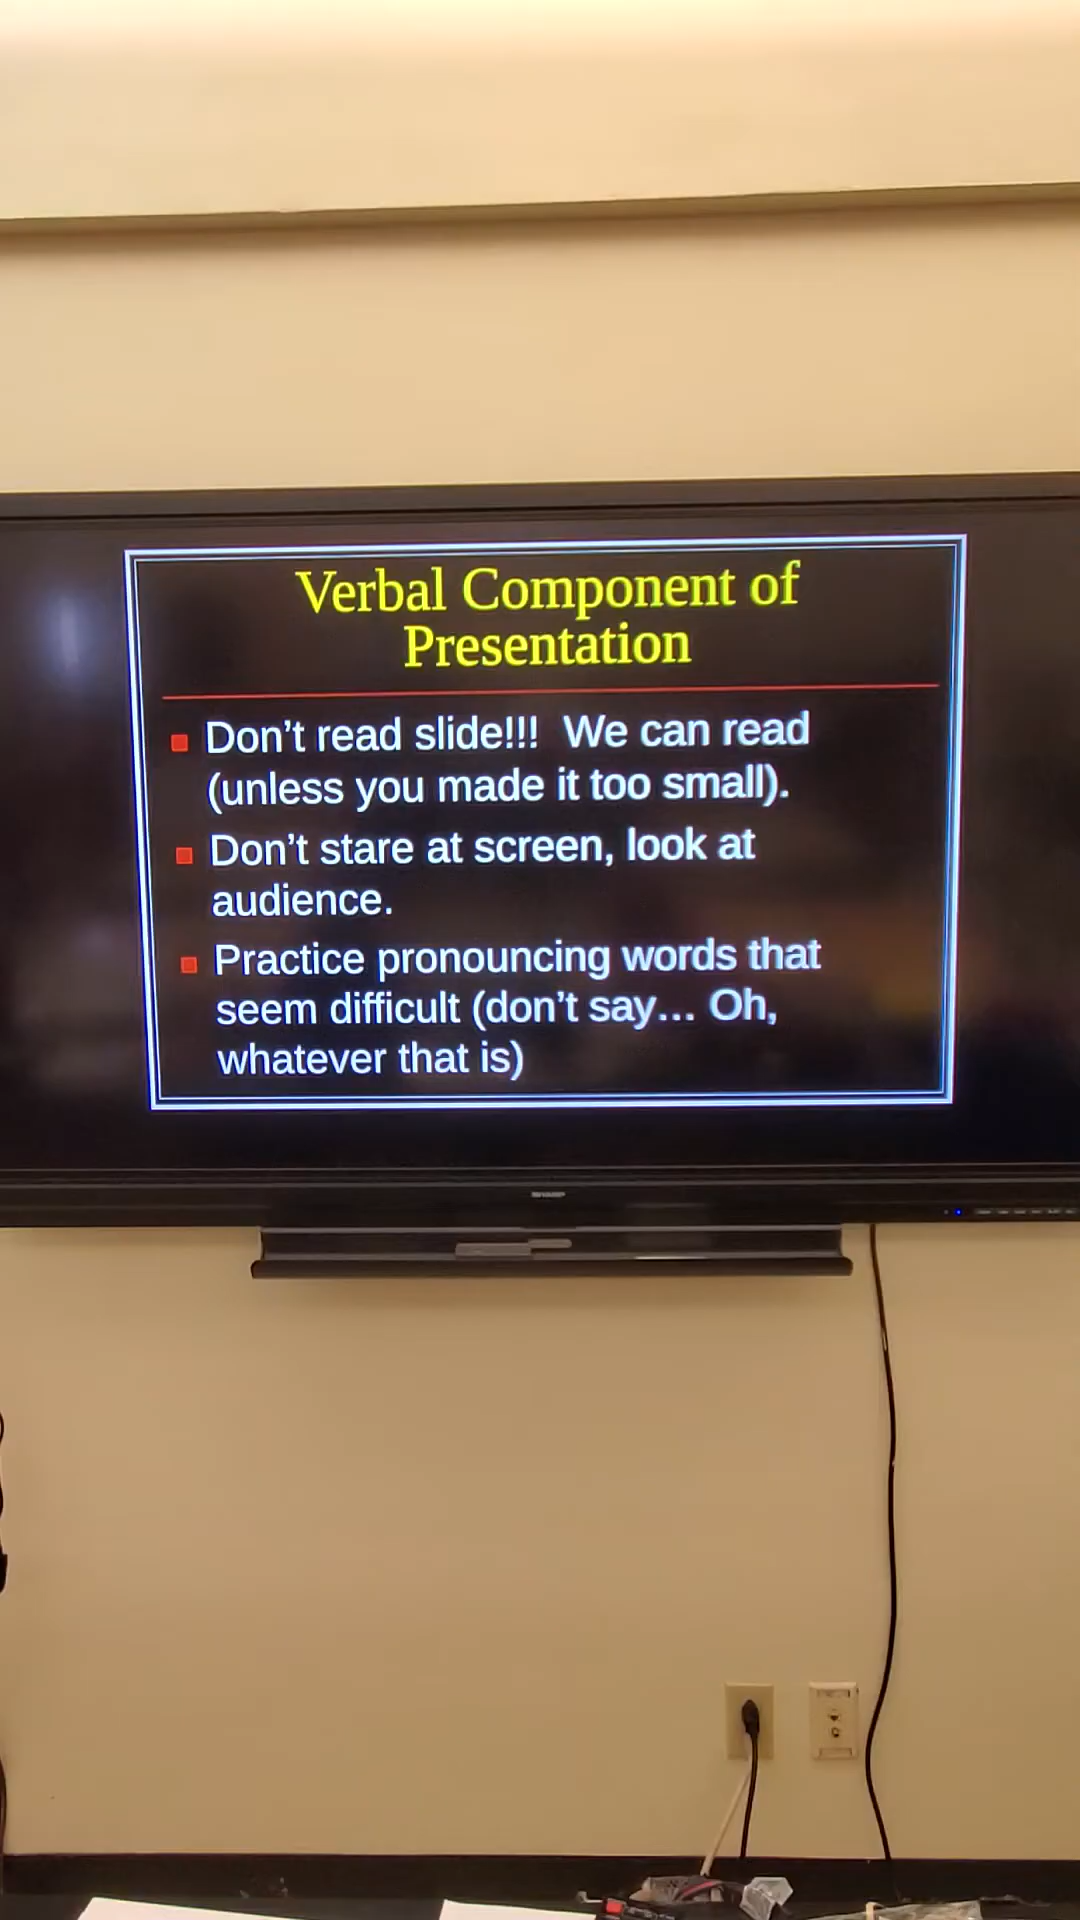 Verbal Component of
Presentation
Don't read slide!!!  We can read
(unless you made it too small).
Don't stare at screen, look at
audience.
Practice pronouncing words that
seem difficult (don't say... Oh,
whatever that is)
SHARP